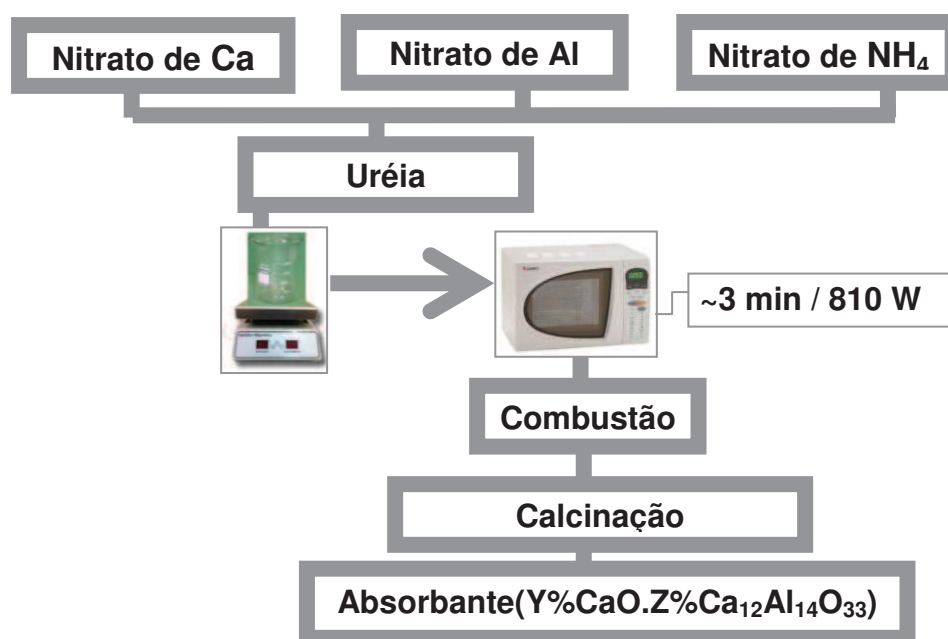 Nitrato de Ca
Nitrato de Al
Nitrato de NH₄
Uréia
~3 min / 810 W
Combustão
Calcinação
Absorbante(Y%CaO.Z%Ca₁₂Al₁₄O₃₃)